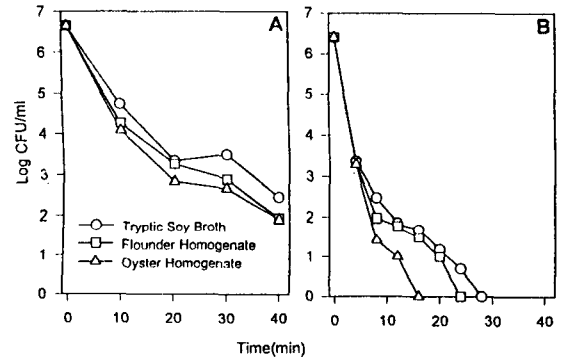 A
B
7
6
5
4
3
2
1
0
Log CFU/ml
Tryptic Soy Broth
Flounder Homogenate
Oyster Homogenate
0 10 20 30 40
7
6
5
4
3
2
1
0
0 10 20 30 40
Time(min)